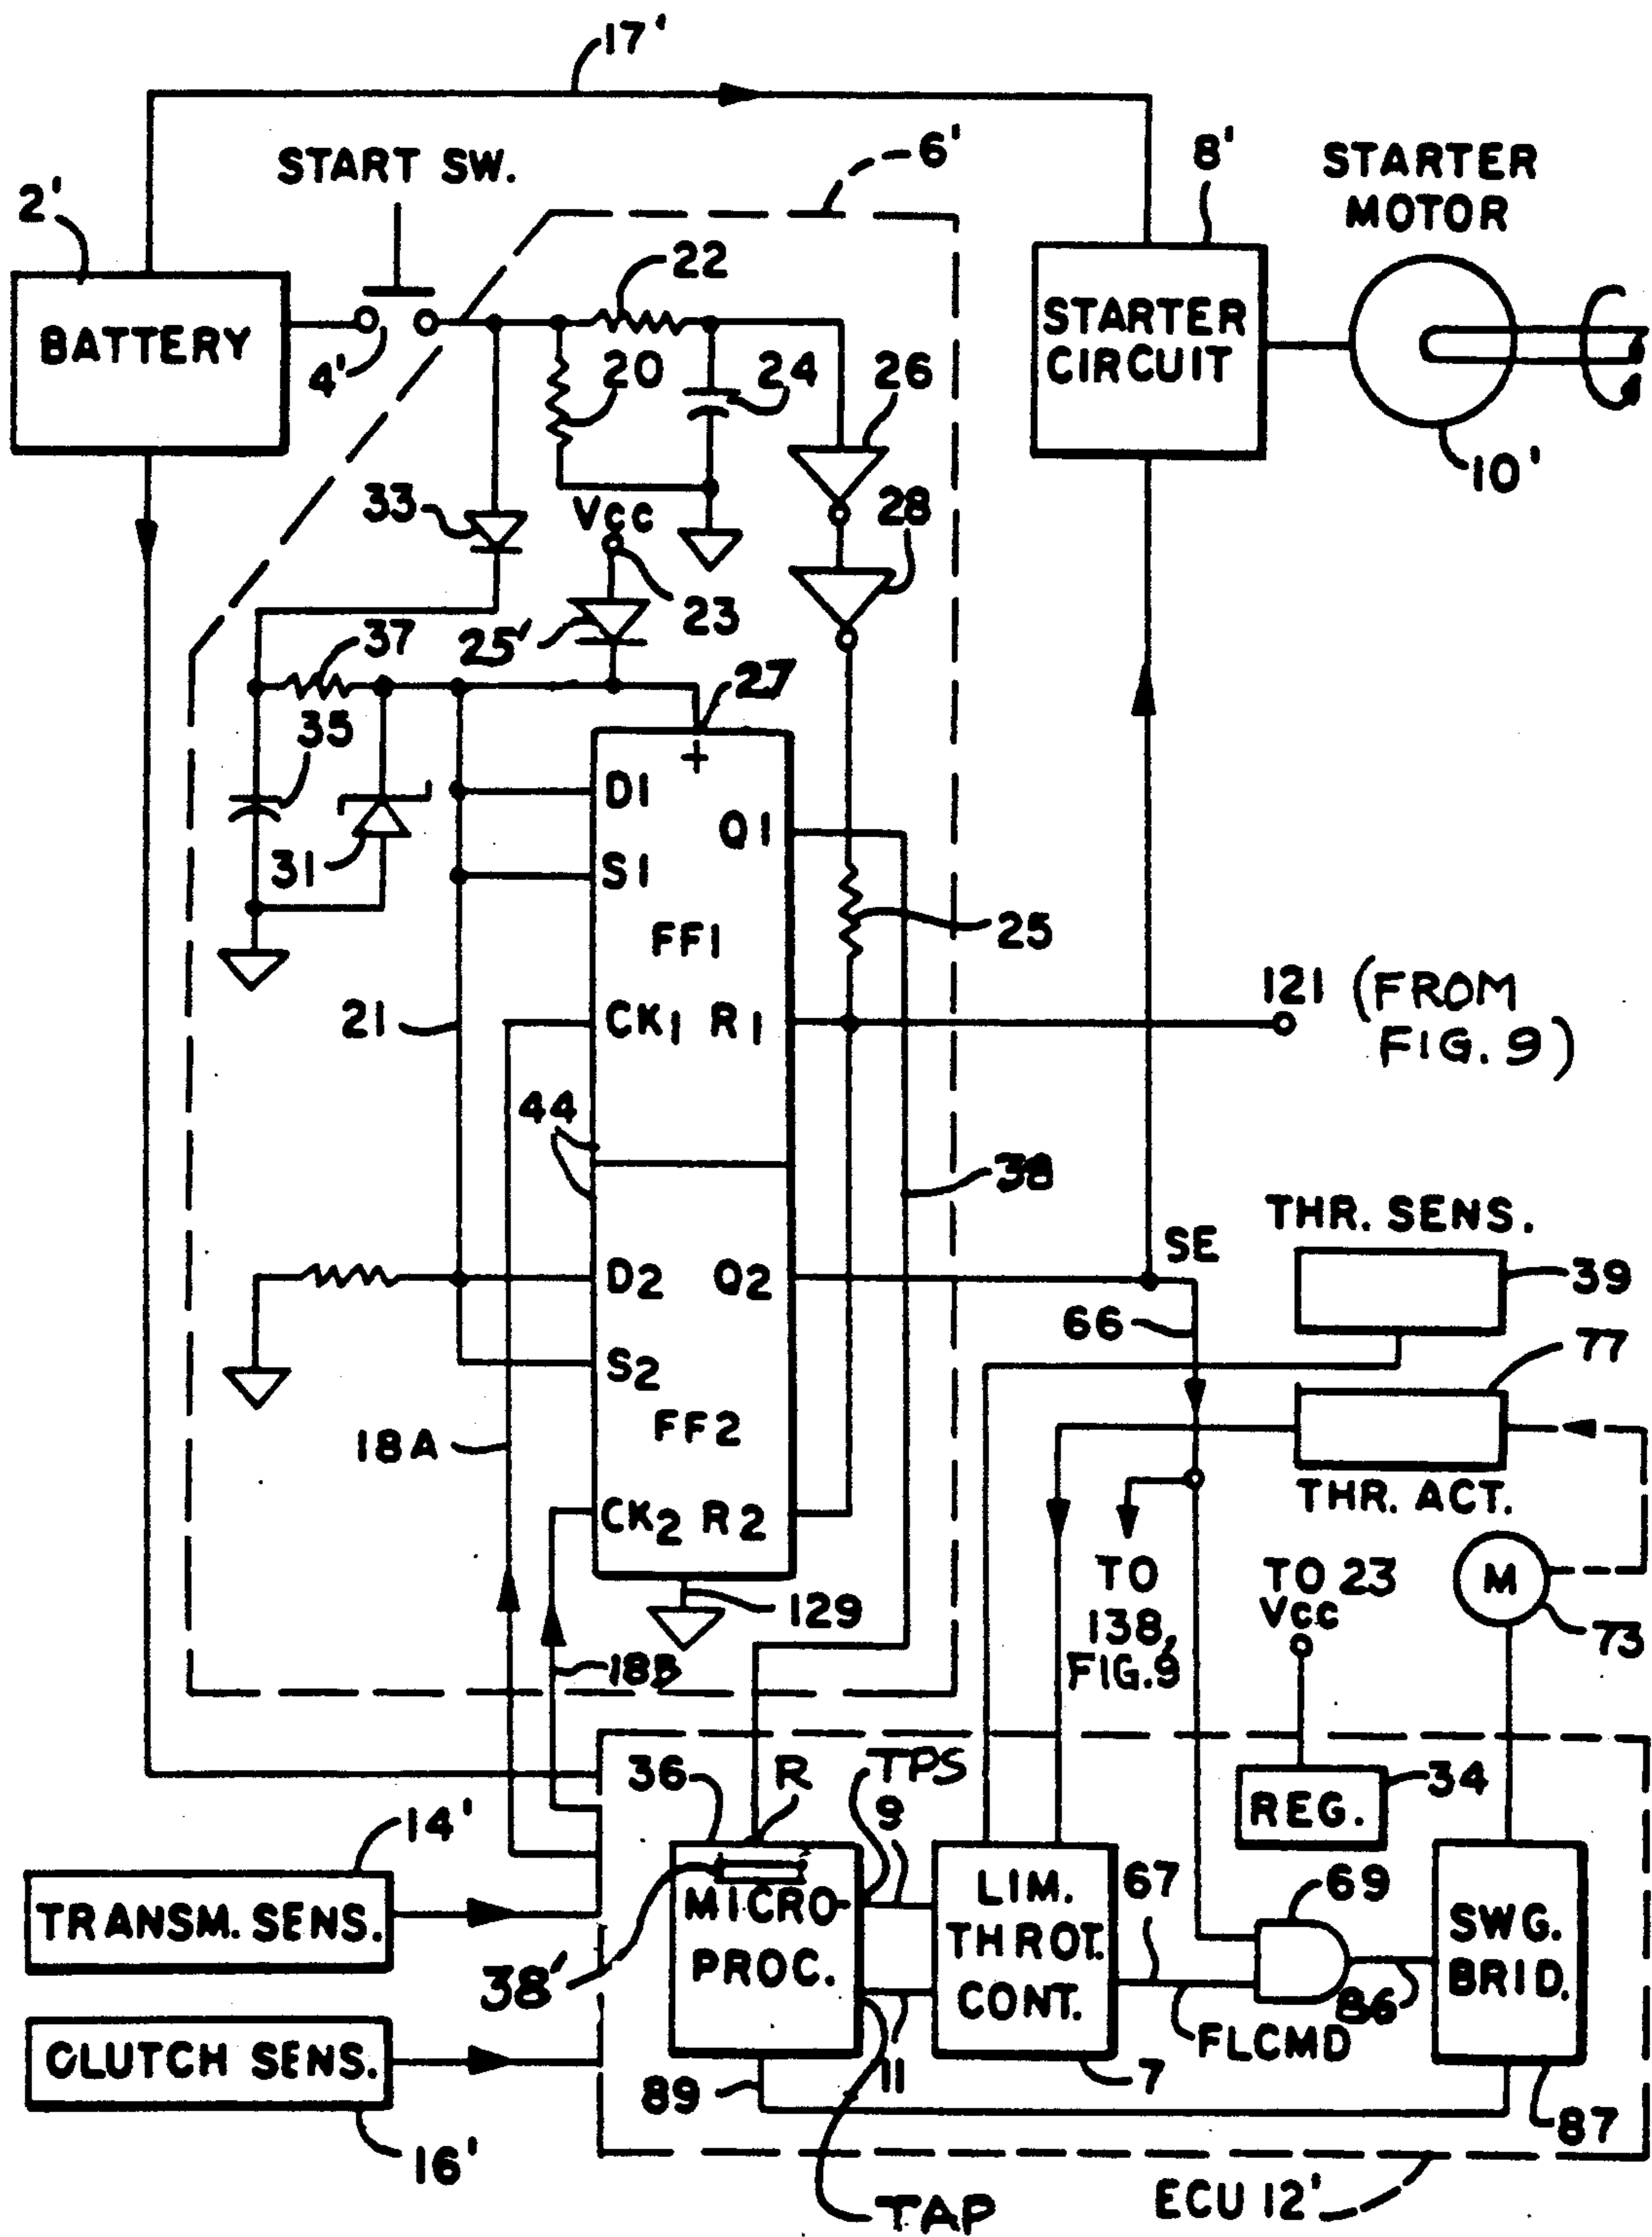 17'
START SW.
6'
8'
STARTER
MOTOR
2'
22
BATTERY
4'
20
24
26
STARTER
CIRCUIT
10'
33
Vcc
28
23
25'
37
27
35
+
D1
Q1
31
S1
FF1
25
21
CK1 R1
121 (FROM
FIG. 9)
44
38
THR. SENS.
SE
39
D2 Q2
66
77
S2
FF2
18A
THR. ACT.
CK2 R2
M
TO
138,
FIG.9
TO 23
Vcc
129
73
18B
36
R
TPS
9
34
REG.
14'
TRANSM. SENS.
MICRO-
PROC.
LIM.
THROT.
CONT.
67
69
SWG.
BRID.
38'
86
FLCMD
CLUTCH SENS.
89
11
7
87
16'
TAP
ECU 12'